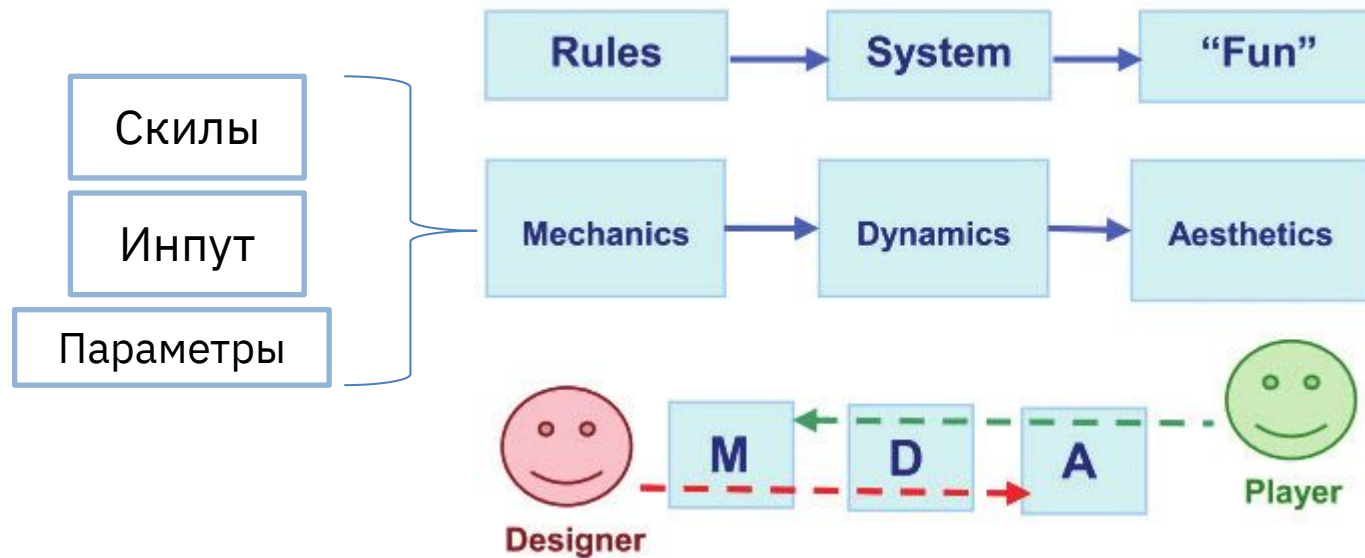 Rules
System
“Fun”
Скилы
Инпут
Параметры
Mechanics
Dynamics
Aesthetics
M
D
A
Designer
Player